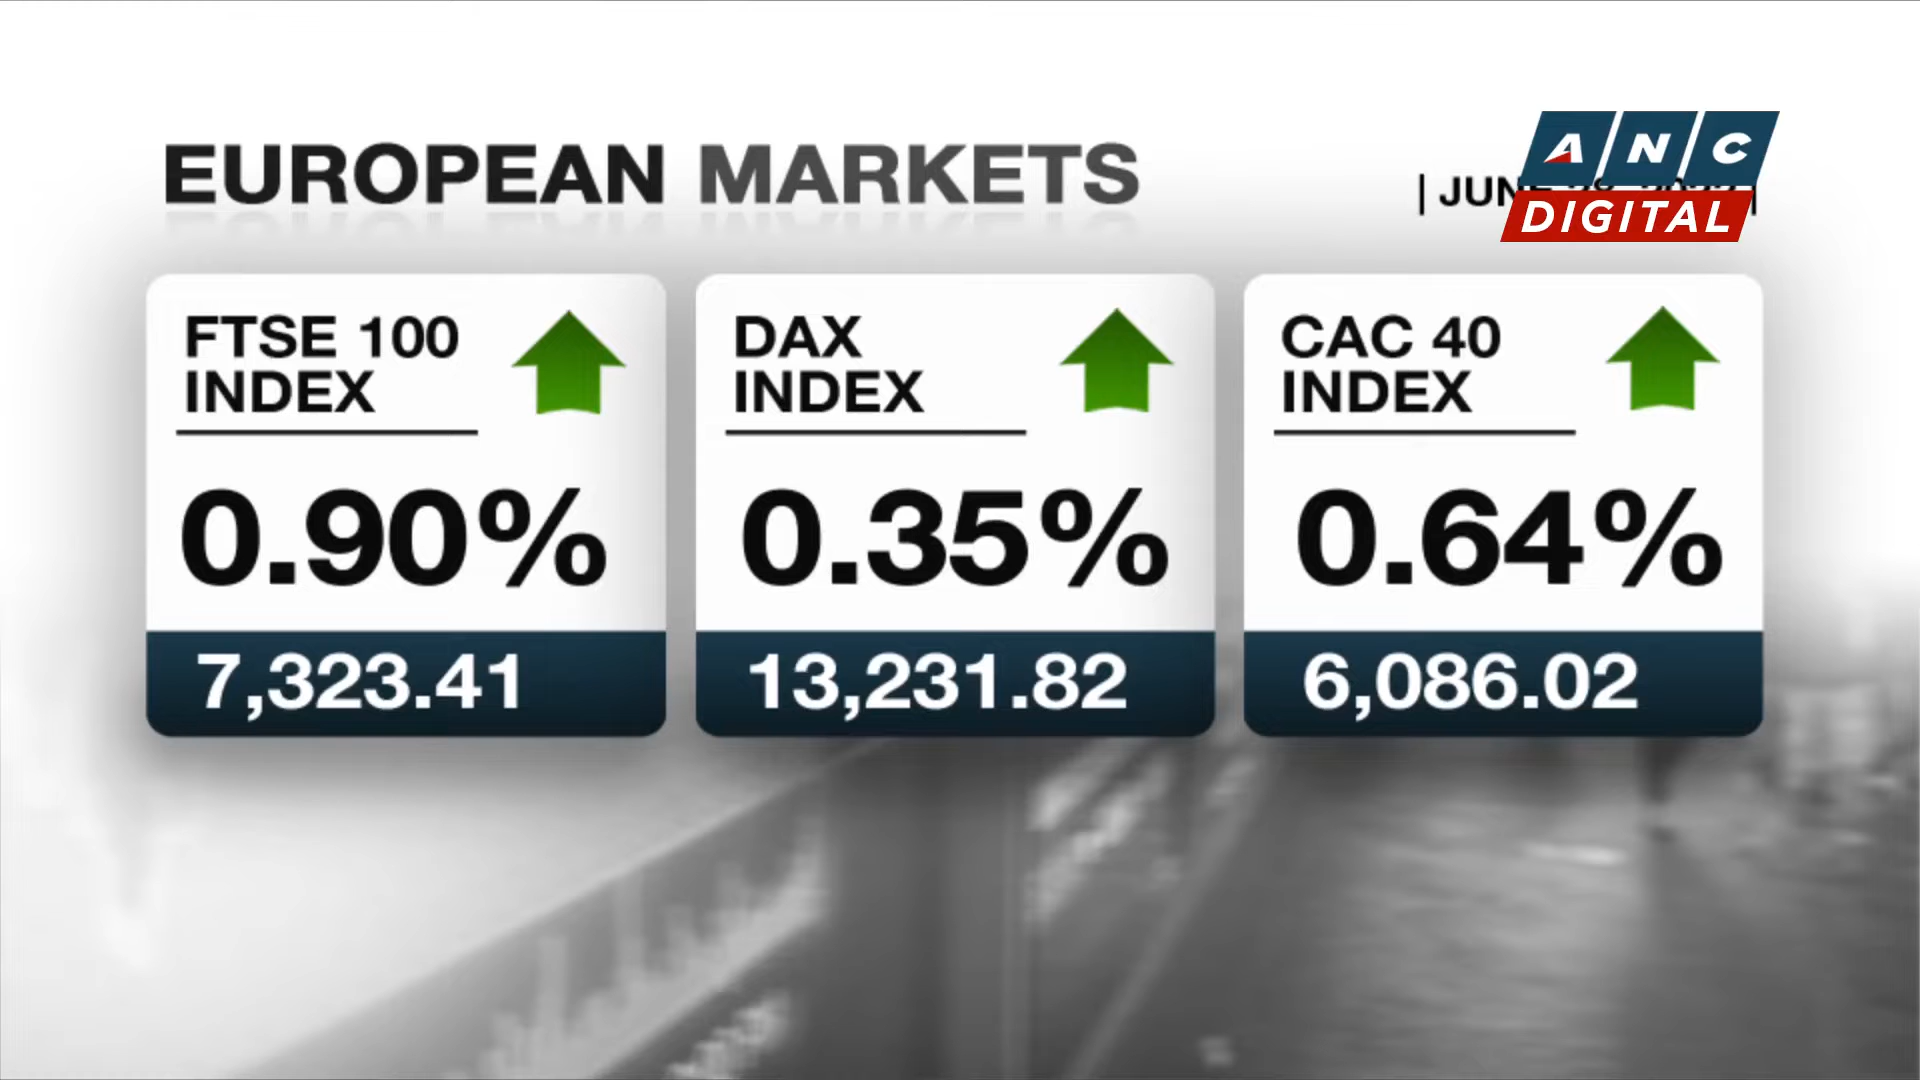 EUROPEAN MARKETS
ANC
DIGITAL
FTSE 100
INDEX
0.90%
7,323.41
DAX
INDEX
0.35%
13,231.82
CAC 40
INDEX
0.64%
6,086.02